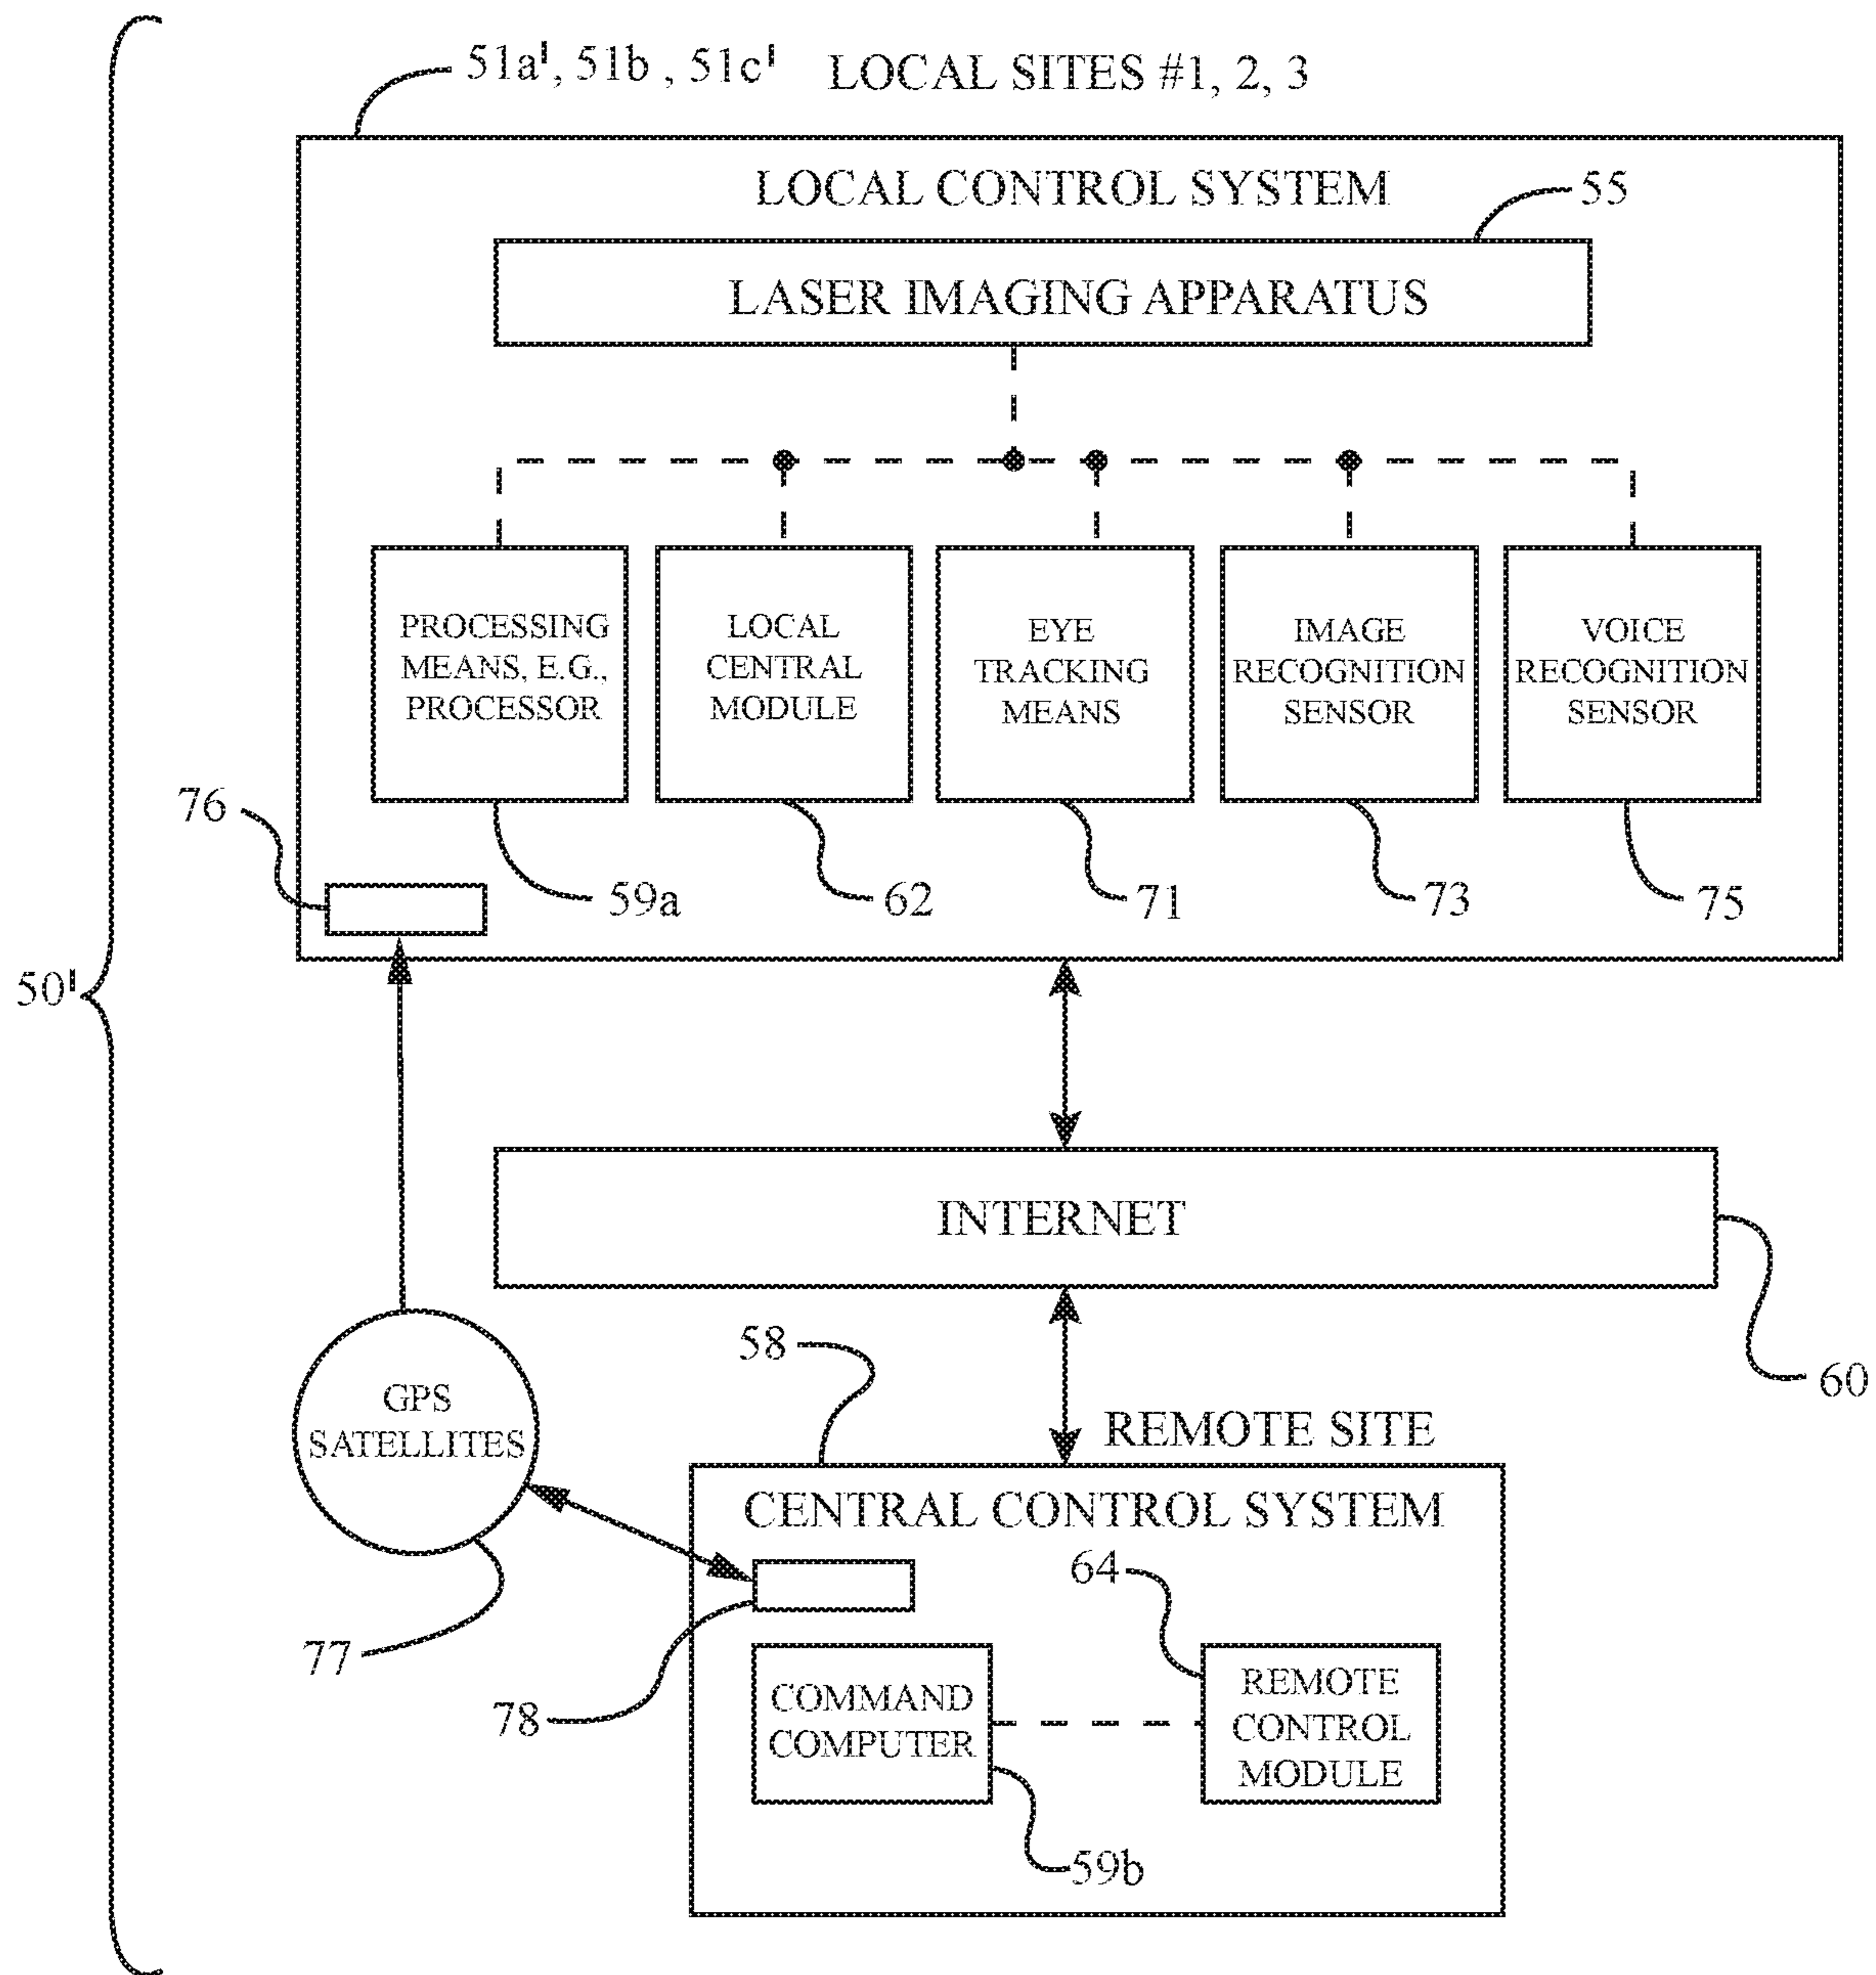 51a', 51b , 51c' LOCAL SITES #1, 2, 3
LOCAL CONTROL SYSTEM
55
LASER IMAGING APPARATUS
PROCESSING
MEANS, E.G.,
PROCESSOR
LOCAL
CENTRAL
MODULE
EYE
TRACKING
MEANS
IMAGE
RECOGNITION
SENSOR
VOICE
RECOGNITION
SENSOR
76
59a
62
71
73
75
50'
INTERNET
60
58
GPS
SATELLITES
77
REMOTE SITE
CENTRAL CONTROL SYSTEM
64
78
COMMAND
COMPUTER
REMOTE
CONTROL
MODULE
59b